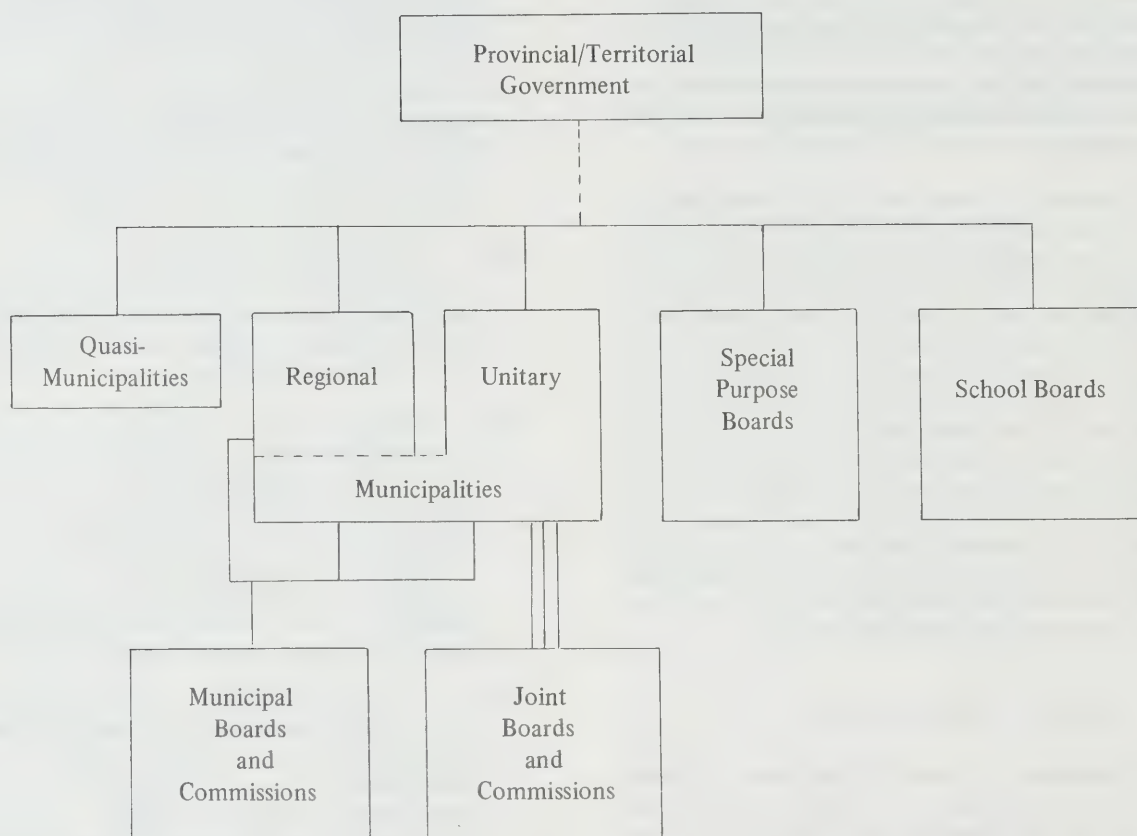 Provincial/Territorial
Government
Quasi-
Municipalities
Regional
Unitary
Municipalities
Special
Purpose
Boards
School Boards
Municipal
Boards
and
Commissions
Joint
Boards
and
Commissions